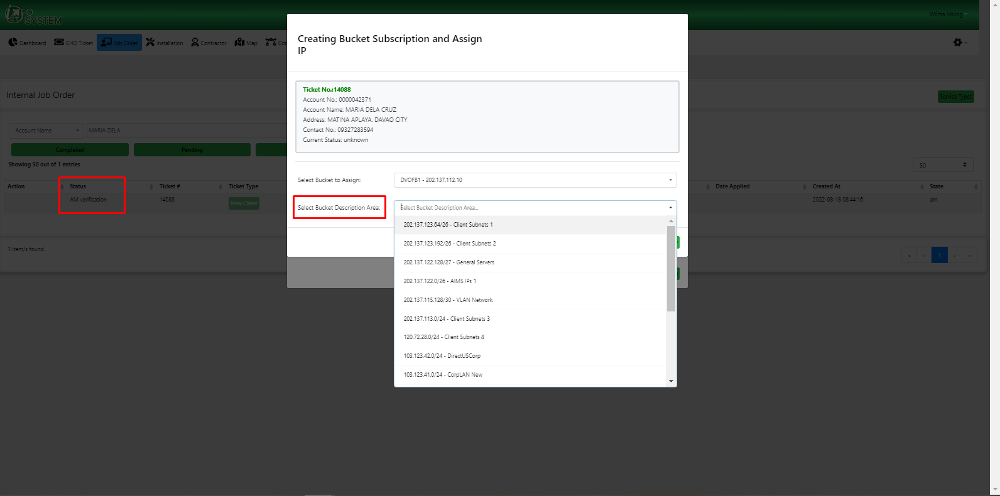 INFO
NET SYSTEM
Wilma Hinlog
Dashboard
CHD Ticket
Job Order
Installation
Contractor
Map
Creating Bucket Subscription and Assign
IP
Internal Job Order
Service Types
Ticket No.:14088
Account No.: 0000042371
Account Name: MARIA DELA CRUZ
Address: MATINA APLAYA. DAVAO CITY
Contact No.: 09327283594
Current Status: unknown
Account Name
MARIA DELA
Completed
Pending
Showing 50 out of 1 entries
50
Select Bucket to Assign:
DVOFB1 - 202.137.112.10
Action
Status
Ticket #
Ticket Type
Date Applied
Created At
State
AM verification
14088
New Client
2022-08-18 08:44:16
am
Select Bucket Description Area:
Select Bucket Description Area...
202.137.123.64/26 - Client Subnets 1
202.137.123.192/26 - Client Subnets 2
202.137.122.128/27 - General Servers
202.137.122.0/26 - AIMS IPs 1
202.137.115.128/30 - VLAN Network
202.137.113.0/24 - Client Subnets 3
120.72.28.0/24 - Client Subnets 4
103.123.42.0/24 - DirectUSCorp
103.123.41.0/24 - CorpLAN New
1 item/s found.
« ‹ 1 › »